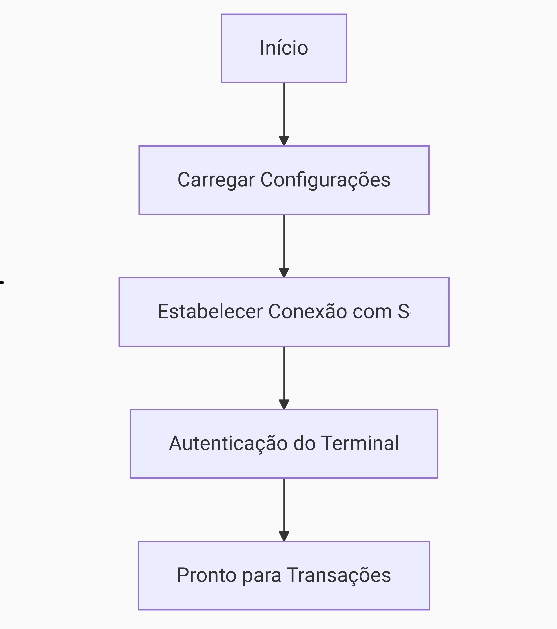 Início
Carregar Configurações
Estabelecer Conexão com S
Autenticação do Terminal
Pronto para Transações